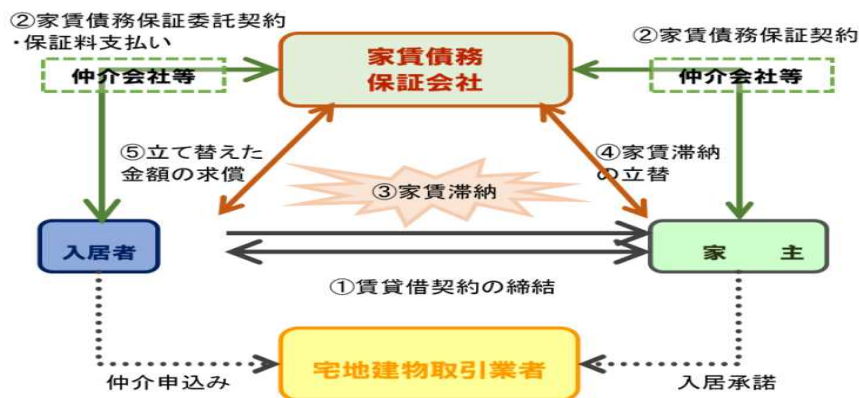 ②家賃債務保証委託契約
・保証料支払い
仲介会社等
家賃債務
保証会社
②家賃債務保証契約
仲介会社等
⑤立て替えた
金額の求償
③家賃滞納
④家賃滞納
の立替
入居者
家　主
①賃貸借契約の締結
宅地建物取引業者
仲介申込み
入居承諾